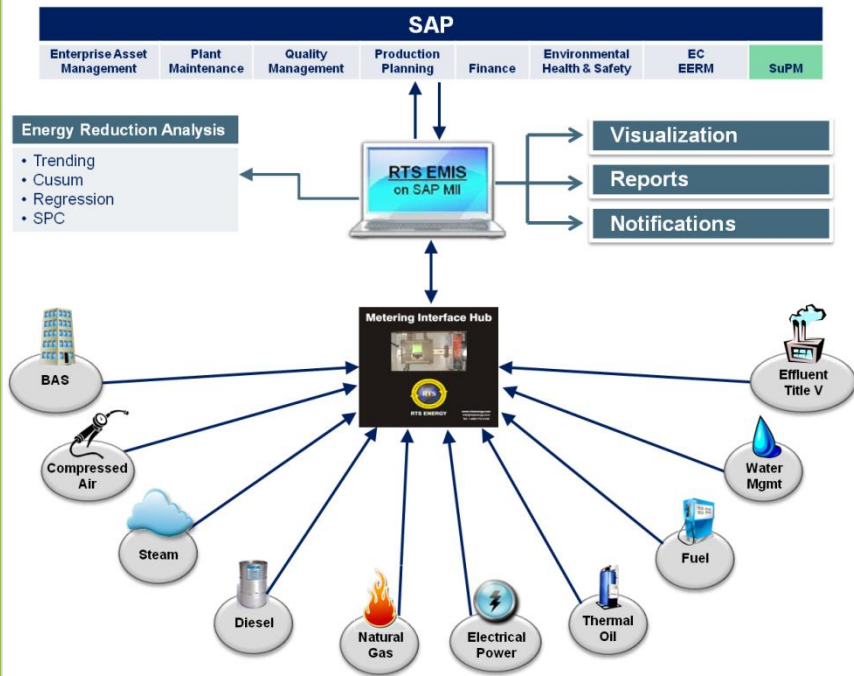 SAP
Enterprise Asset
Management
Plant
Maintenance
Quality
Management
Production
Planning
Finance
Environmental
Health & Safety
EC
EERM
SuPM
Energy Reduction Analysis
• Trending
• Cusum
• Regression
• SPC
RTS EMIS
on SAP MII
Visualization
Reports
Notifications
Metering Interface Hub
RTS
RTS ENERGY
BAS
Compressed
Air
Steam
Diesel
Natural
Gas
Electrical
Power
Thermal
Oil
Fuel
Water
Mgmt
Effluent
Title V